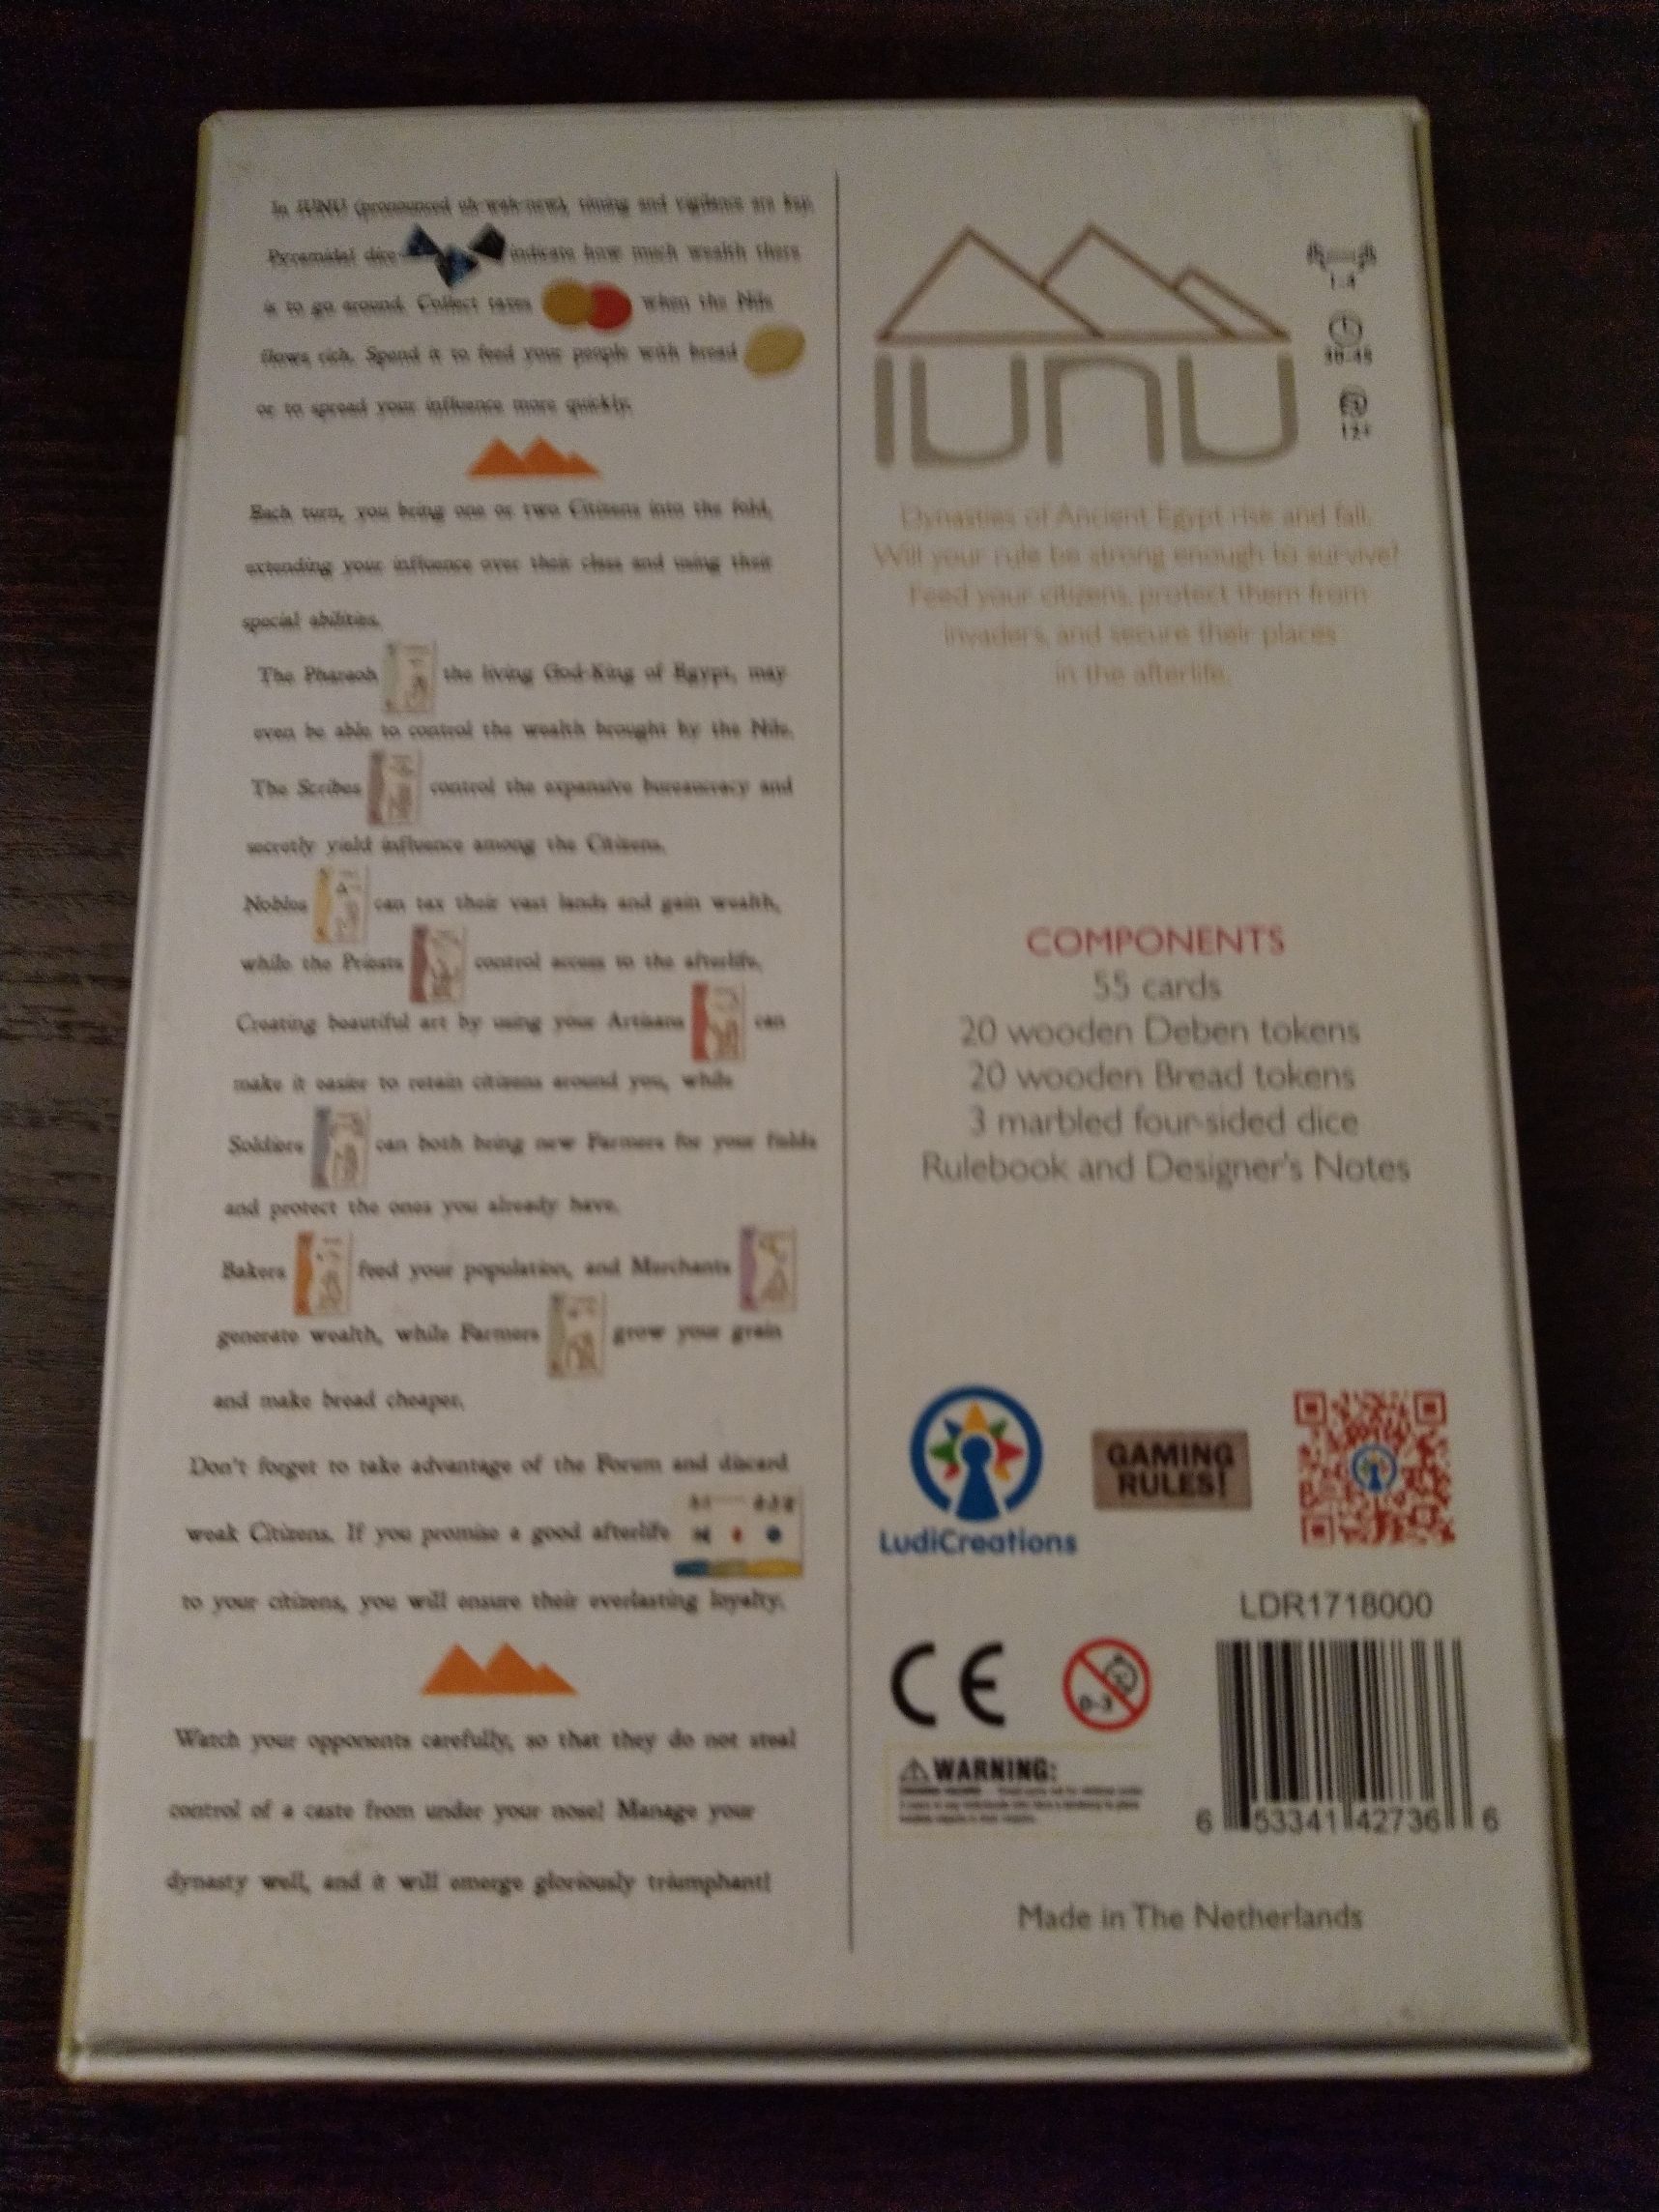 In IUNU (pronounced uh-wah-new), timing and vigilance are key.
Pyramidal dice indicate how much wealth there
is to go around. Collect taxes when the Nile
flows rich. Spend it to feed your people with bread
or to spread your influence more quickly.
Each turn, you bring one or two Citizens into the fold,
extending your influence over their class and using their
special abilities.
The Pharaoh the living God-King of Egypt, may
even be able to control the wealth brought by the Nile.
The Scribes control the expansive bureaucracy and
secretly yield influence among the Citizens.
Nobles can tax their vast lands and gain wealth,
while the Priests control access to the afterlife.
Creating beautiful art by using your Artisans can
make it easier to retain citizens around you, while
Soldiers can both bring new Farmers for your fields
and protect the ones you already have.
Bakers feed your population, and Merchants
generate wealth, while Farmers grow your grain
and make bread cheaper.
Don't forget to take advantage of the Forum and discard
weak Citizens. If you promise a good afterlife
to your citizens, you will ensure their everlasting loyalty.
Watch your opponents carefully, so that they do not steal
control of a caste from under your nose! Manage your
dynasty well, and it will emerge gloriously triumphant!
IUNU
1-4
30-45
12+
Dynasties of Ancient Egypt rise and fall.
Will your rule be strong enough to survive?
Feed your citizens, protect them from
invaders, and secure their places
in the afterlife.
COMPONENTS
55 cards
20 wooden Deben tokens
20 wooden Bread tokens
3 marbled four-sided dice
Rulebook and Designer's Notes
LudiCreations
GAMING
RULES!
LDR1718000
CE
0-3
WARNING:
6 53341 42736 6
Made in The Netherlands